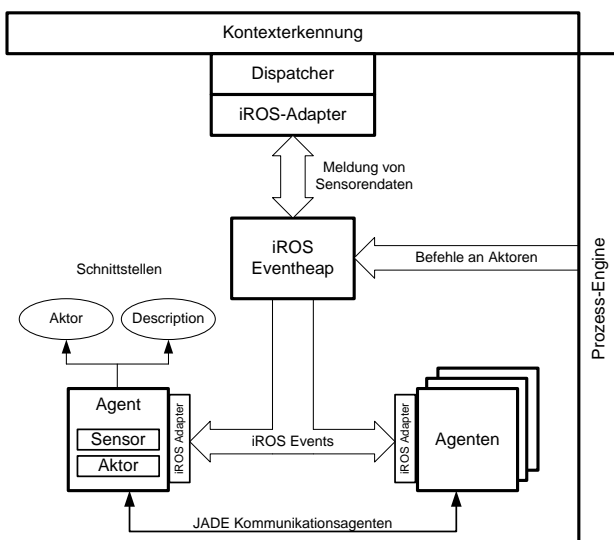 Kontexterkennung
Dispatcher
iROS-Adapter
Meldung von
Sensorendaten
iROS
Eventheap
Befehle an Aktoren
Prozess-Engine
Schnittstellen
Aktor
Description
Agent
Sensor
Aktor
iROS Adapter
iROS Events
iROS Adapter
Agenten
JADE Kommunikationsagenten